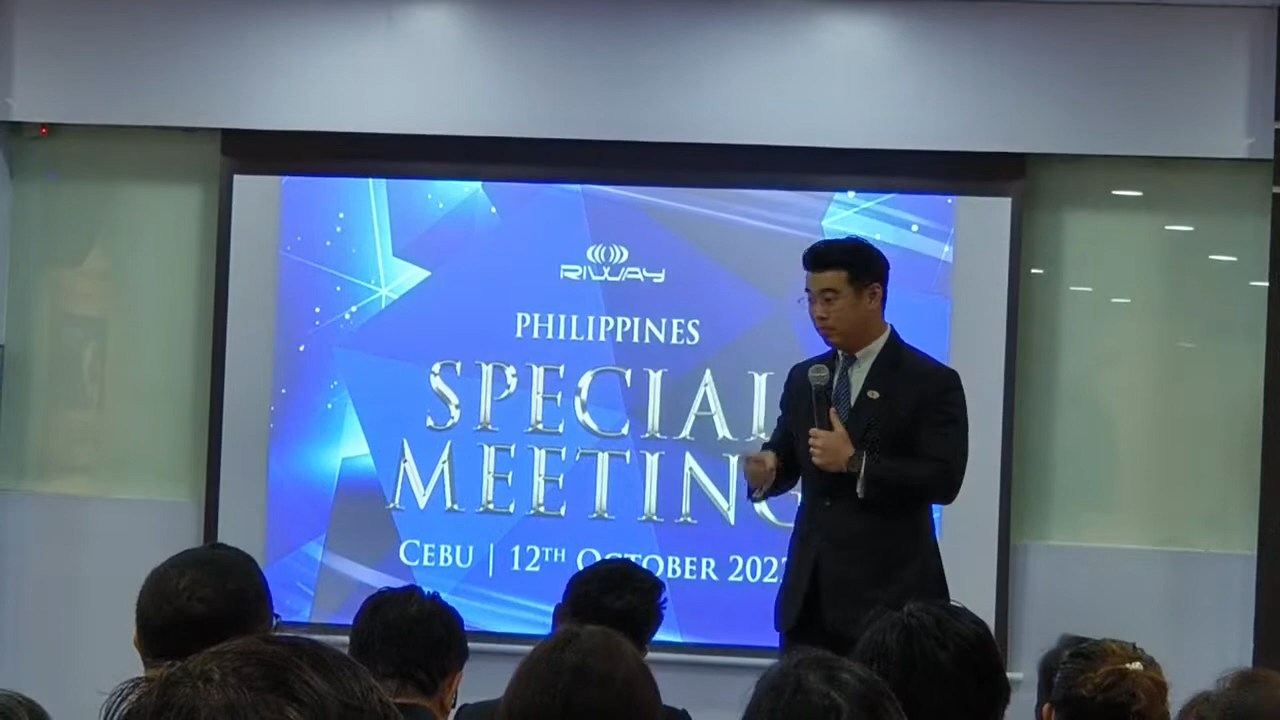 RIWAY
PHILIPPINES
SPECIAL
MEETING
CEBU | 12TH OCTOBER